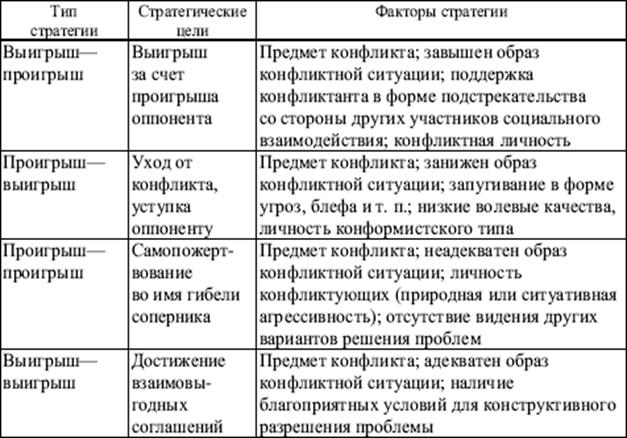 Тип стратегии
Стратегические цели
Факторы стратегии
Выигрыш—
проигрыш
Выигрыш
за счет
проигрыша
оппонента
Предмет конфликта; завышен образ
конфликтной ситуации; поддержка
конфликтанта в форме подстрекательства
со стороны других участников социального
взаимодействия; конфликтная личность
Проигрыш—
выигрыш
Уход от
конфликта,
уступка
оппоненту
Предмет конфликта; занижен образ
конфликтной ситуации; запугивание в форме
угроз, блефа и т. п.; низкие волевые качества,
личность конформистского типа
Проигрыш—
проигрыш
Самопожерт-
вование
во имя гибели
соперника
Предмет конфликта; неадекватен образ
конфликтной ситуации; личность
конфликтующих (природная или ситуативная
агрессивность); отсутствие видения других
вариантов решения проблем
Выигрыш—
выигрыш
Достижение
взаимовы-
годных
соглашений
Предмет конфликта; адекватен образ
конфликтной ситуации; наличие
благоприятных условий для конструктивного
разрешения проблемы